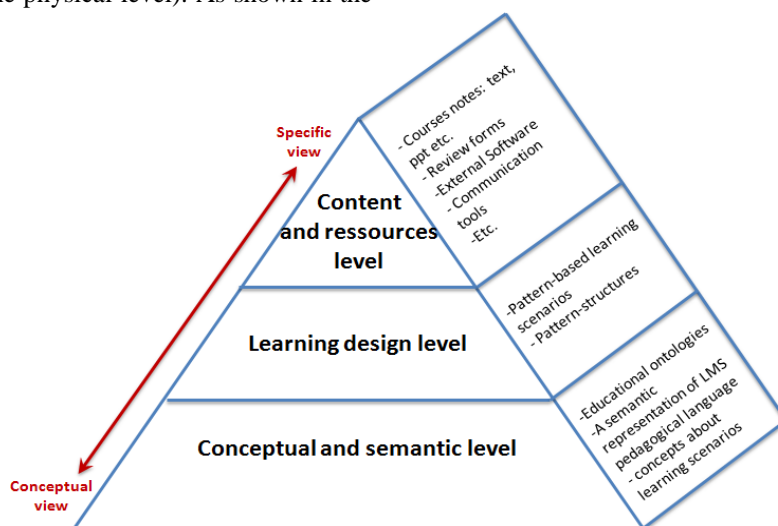 e physical level). As shown in the
Specific
view
- Courses notes: text,
ppt etc.
- Review forms
-External Software
- Communication
tools
-Etc.
Content
and ressources
level
-Pattern-based learning
scenarios
- Pattern-structures
Learning design level
-Educational ontologies
-A semantic
representation of LMS
pedagogical language
- concepts about
learning scenarios
Conceptual and semantic level
Conceptual
view